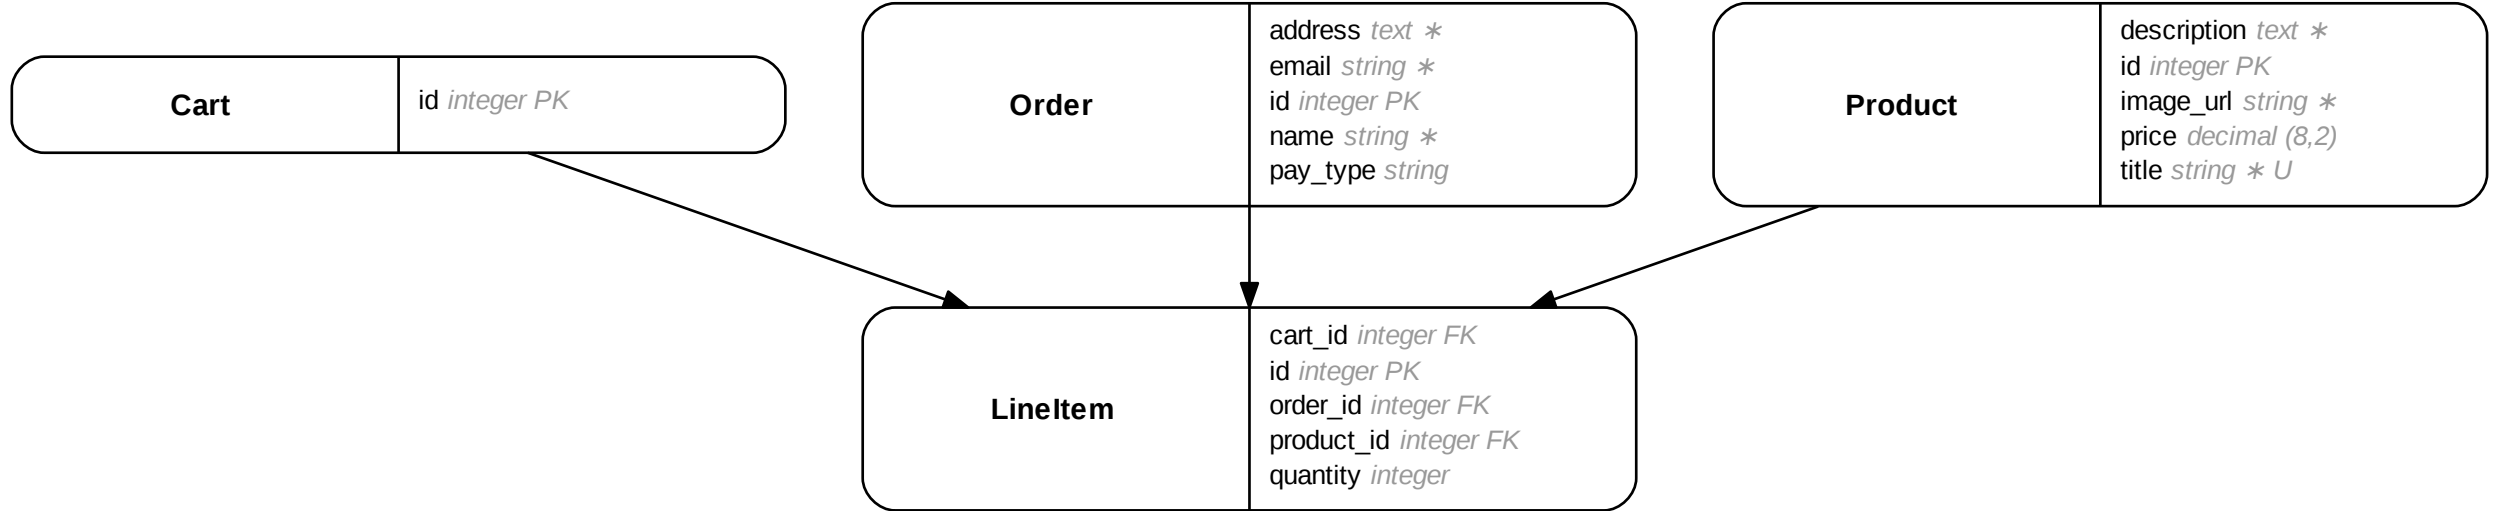 Cart
id integer PK
Order
address text ∗
email string ∗
id integer PK
name string ∗
pay_type string
Product
description text ∗
id integer PK
image_url string ∗
price decimal (8,2)
title string ∗ U
LineItem
cart_id integer FK
id integer PK
order_id integer FK
product_id integer FK
quantity integer